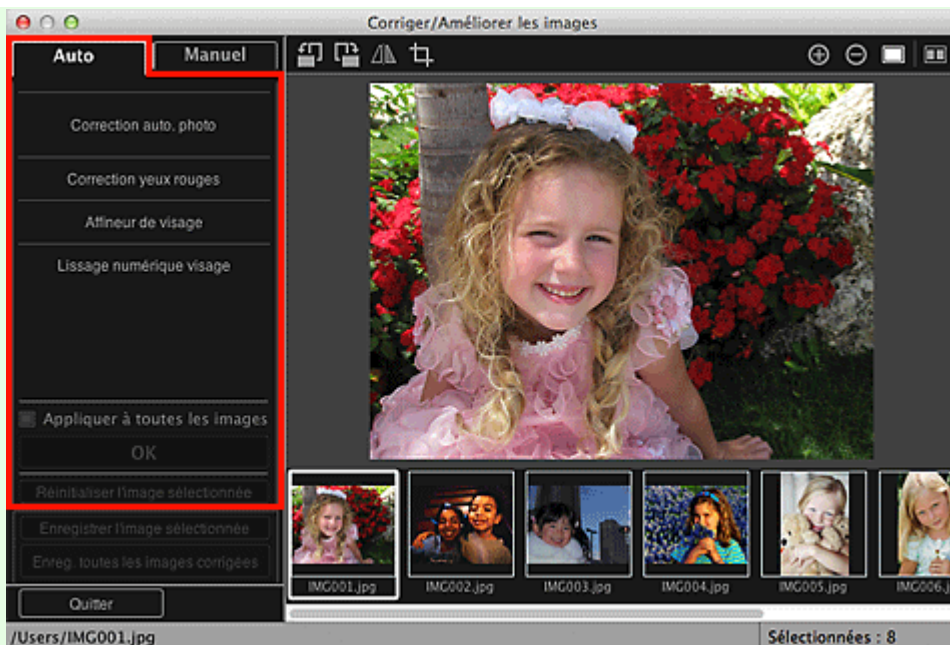 Corriger/Améliorer les images
Auto
Manuel
Correction auto. photo
Correction yeux rouges
Affineur de visage
Lissage numérique visage
Appliquer à toutes les images
OK
Réinitialiser l'image sélectionnée
Enregistrer l'image sélectionnée
Enreg. toutes les images corrigées
Quitter
IMG001.jpg
IMG002.jpg
IMG003.jpg
IMG004.jpg
IMG005.jpg
IMG006.j
/Users/IMG001.jpg
Sélectionnées : 8